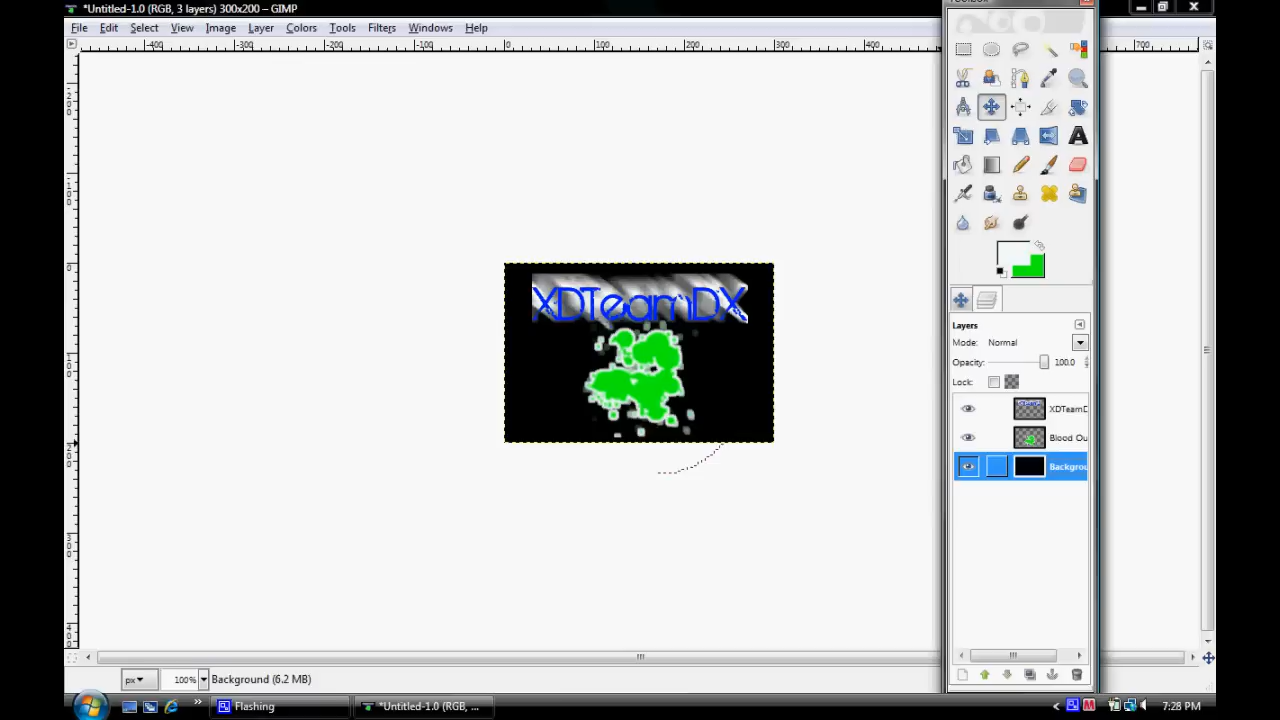 *Untitled-1.0 (RGB, 3 layers) 300x200 – GIMP
File Edit Select View Image Layer Colors Tools Filters Windows Help
-400 -300 -200 -100 0 100 200 300 400 700
XDTeamDX
Layers
Mode: Normal
Opacity: 100.0
Lock:
XDTeamD
Blood Ou
Backgrou
px 100% Background (6.2 MB)
Flashing *Untitled-1.0 (RGB, ... 7:28 PM